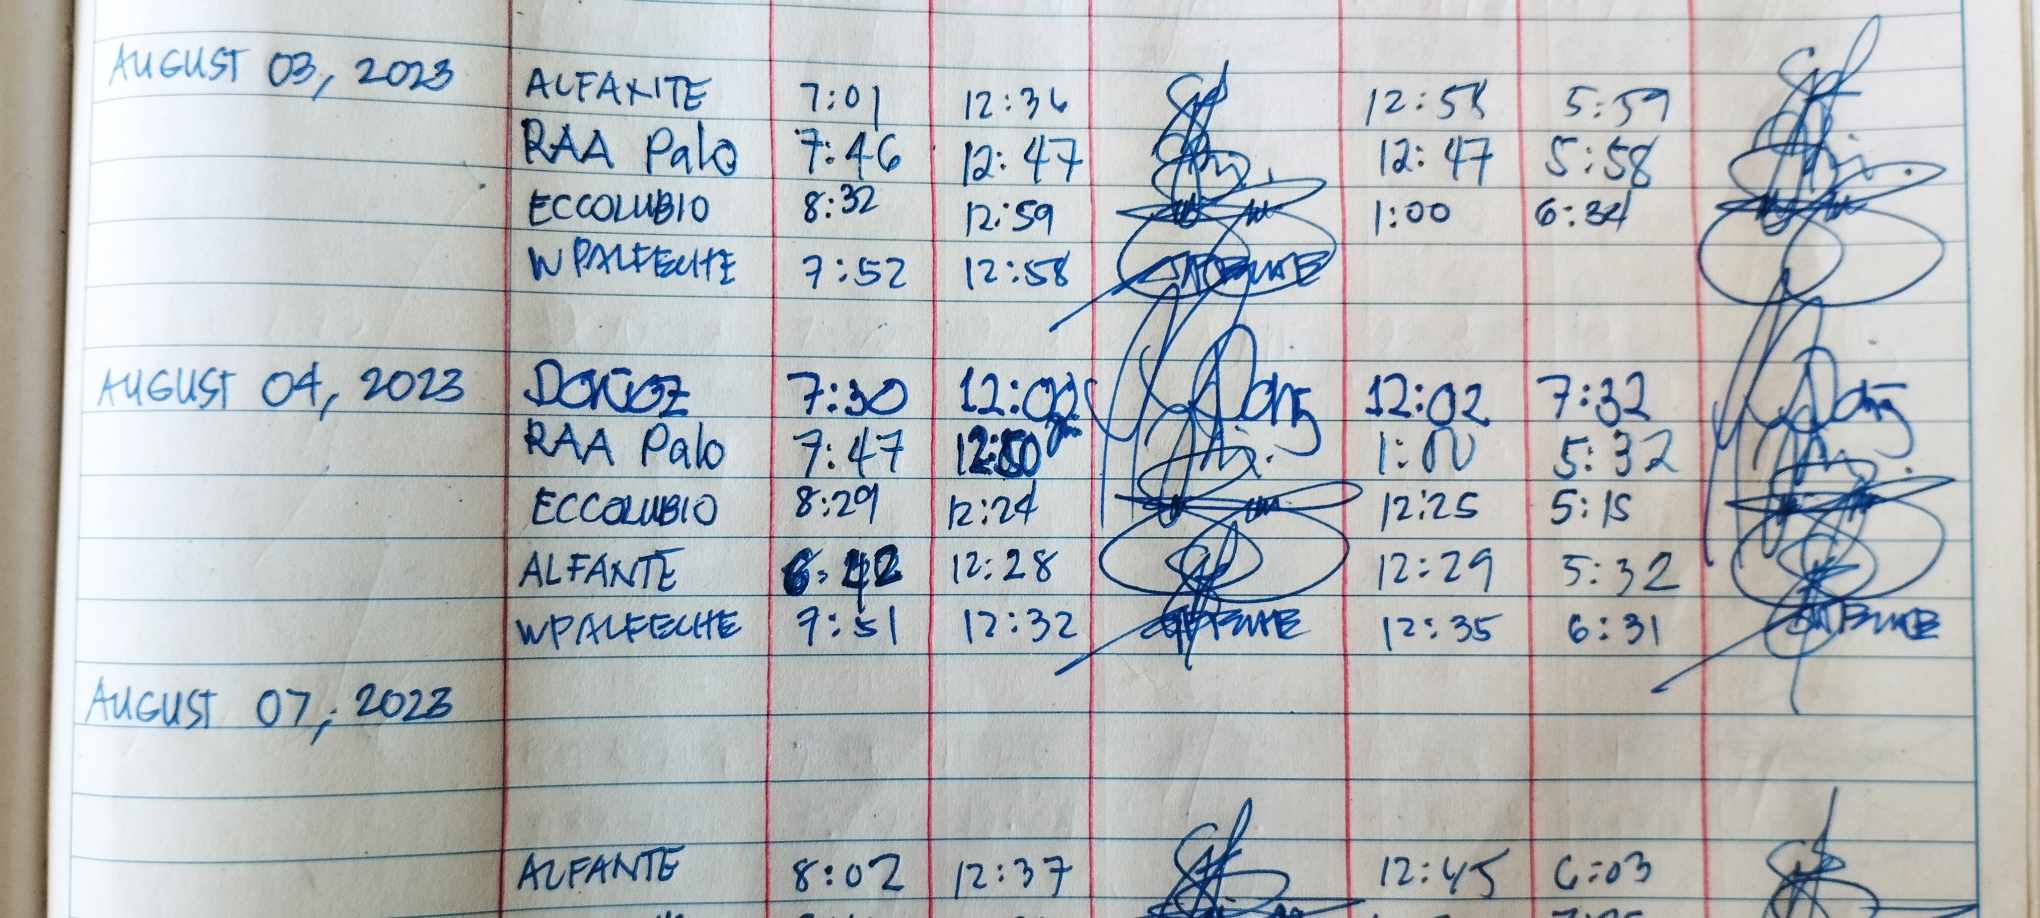 AUGUST 03, 2023 ALFANTE 7:01 12:36 12:58 5:59
RAA Palo 7:46 12:47 12:47 5:58
ECCOLUBIO 8:32 12:59 1:00 6:34
WPALFECHE 7:52 12:58
AUGUST 04, 2023 7:30 12:02 7:32
RAA Palo 7:47 12:50 1:00 5:32
ECCOLUBIO 8:29 12:24 12:25 5:15
ALFANTE 6:42 12:28 12:29 5:32
WPALFECHE 7:51 12:32 12:35 6:31
AUGUST 07, 2023
ALFANTE 8:02 12:37 12:45 6:03